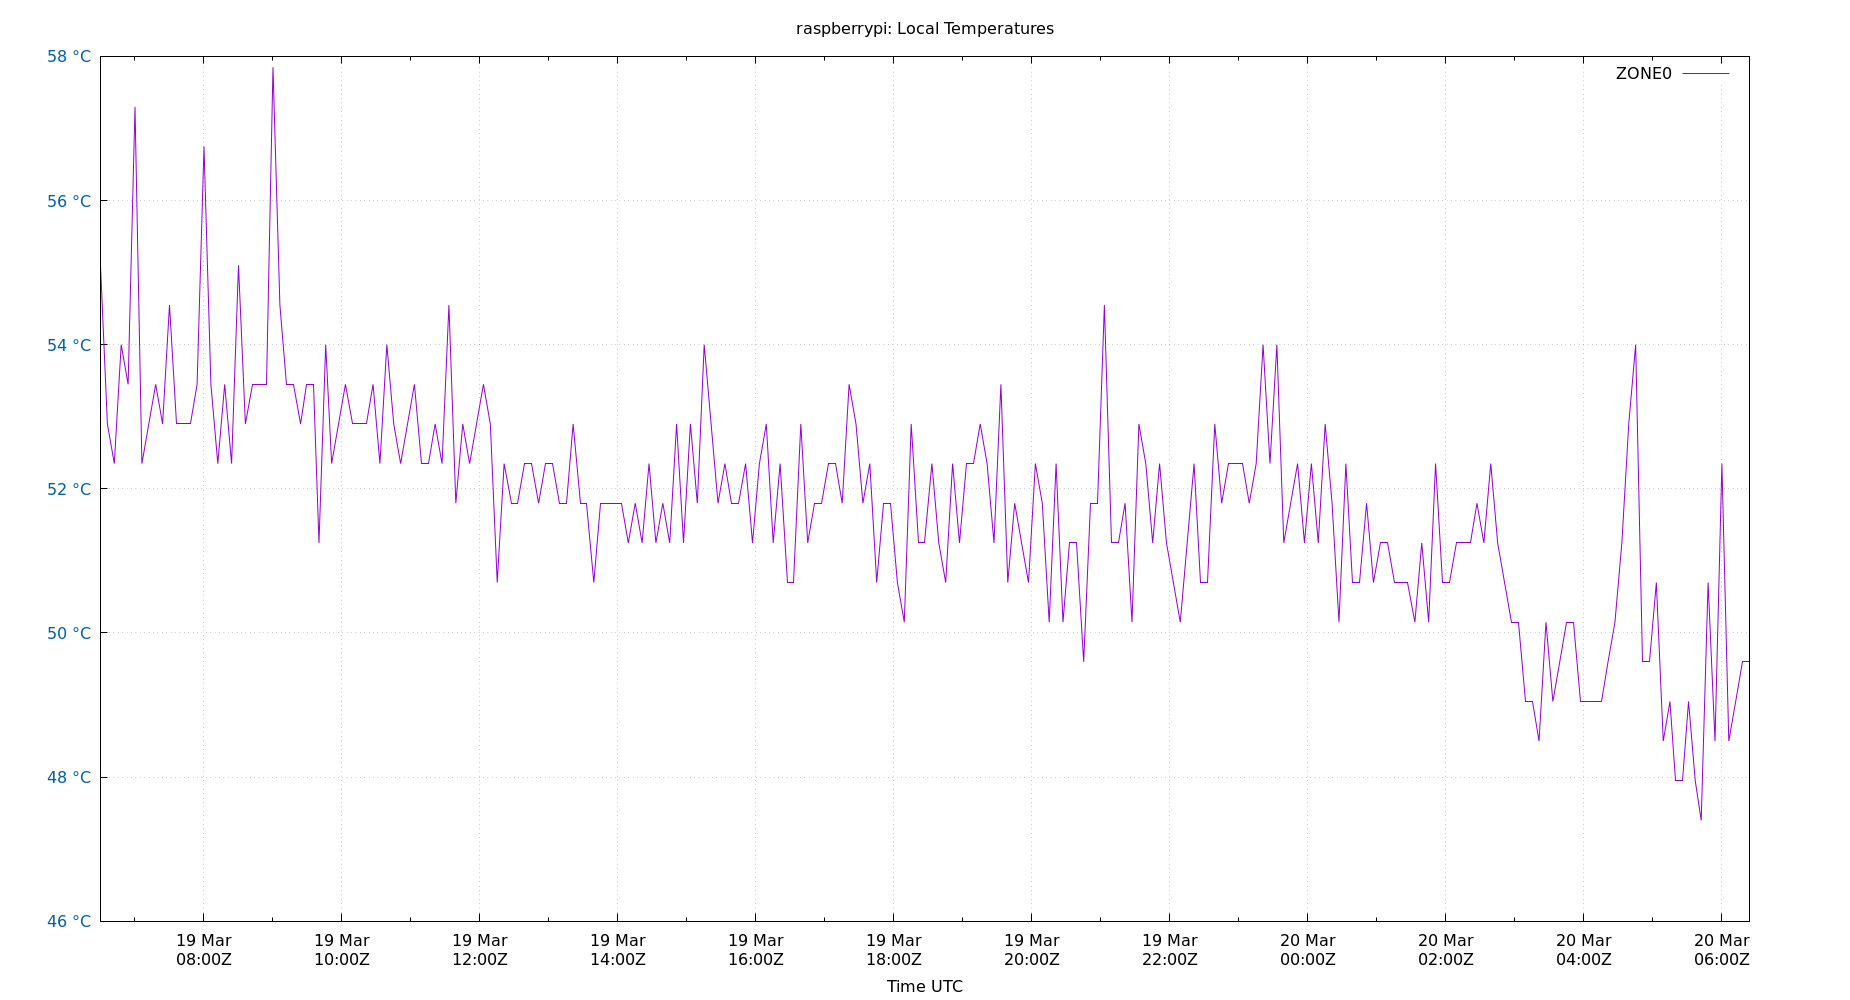 raspberrypi: Local Temperatures
ZONE0
58 °C
56 °C
54 °C
52 °C
50 °C
48 °C
46 °C
19 Mar 19 Mar 19 Mar 19 Mar 19 Mar 19 Mar 19 Mar 19 Mar 20 Mar 20 Mar 20 Mar 20 Mar
08:00Z 10:00Z 12:00Z 14:00Z 16:00Z 18:00Z 20:00Z 22:00Z 00:00Z 02:00Z 04:00Z 06:00Z
Time UTC